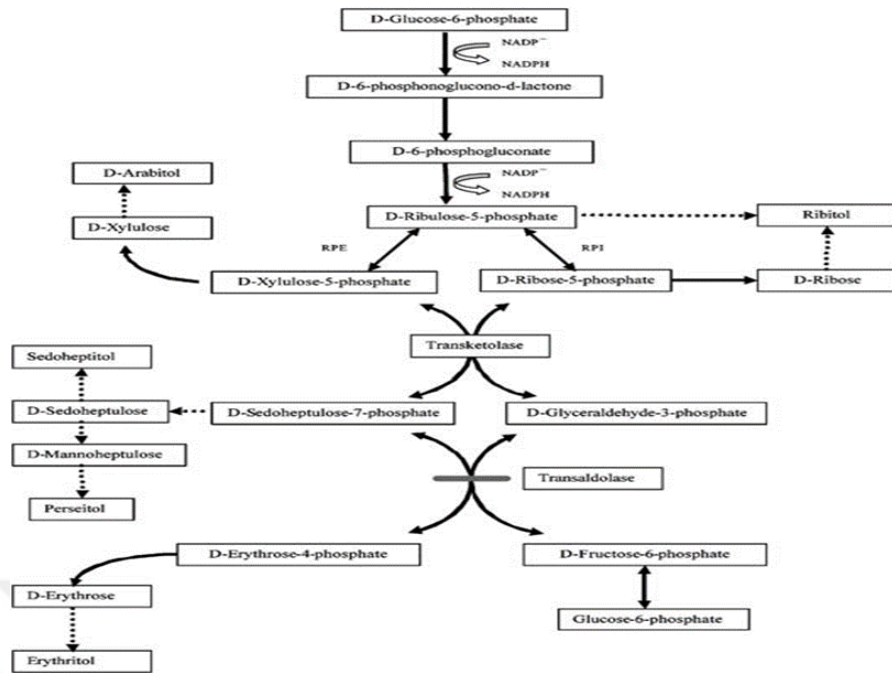 D-Glucose-6-phosphate
NADP⁻
NADPH
D-6-phosphonoglucono-d-lactone
D-6-phosphogluconate
NADP⁻
NADPH
D-Arabitol
D-Ribulose-5-phosphate
Ribitol
D-Xylulose
RPE
RPI
D-Xylulose-5-phosphate
D-Ribose-5-phosphate
D-Ribose
Transketolase
Sedoheptitol
D-Sedoheptulose
D-Sedoheptulose-7-phosphate
D-Glyceraldehyde-3-phosphate
D-Mannoheptulose
Transaldolase
Perseitol
D-Erythrose-4-phosphate
D-Fructose-6-phosphate
D-Erythrose
Glucose-6-phosphate
Erythritol